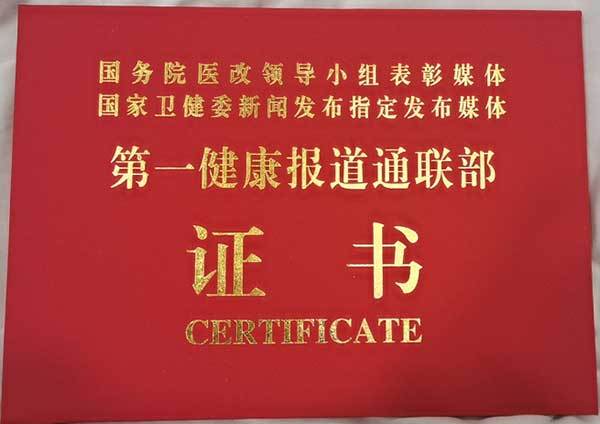 国务院医改领导小组表彰媒体
国家卫健委新闻发布指定发布媒体
第一健康报道通联部
证书
CERTIFICATE